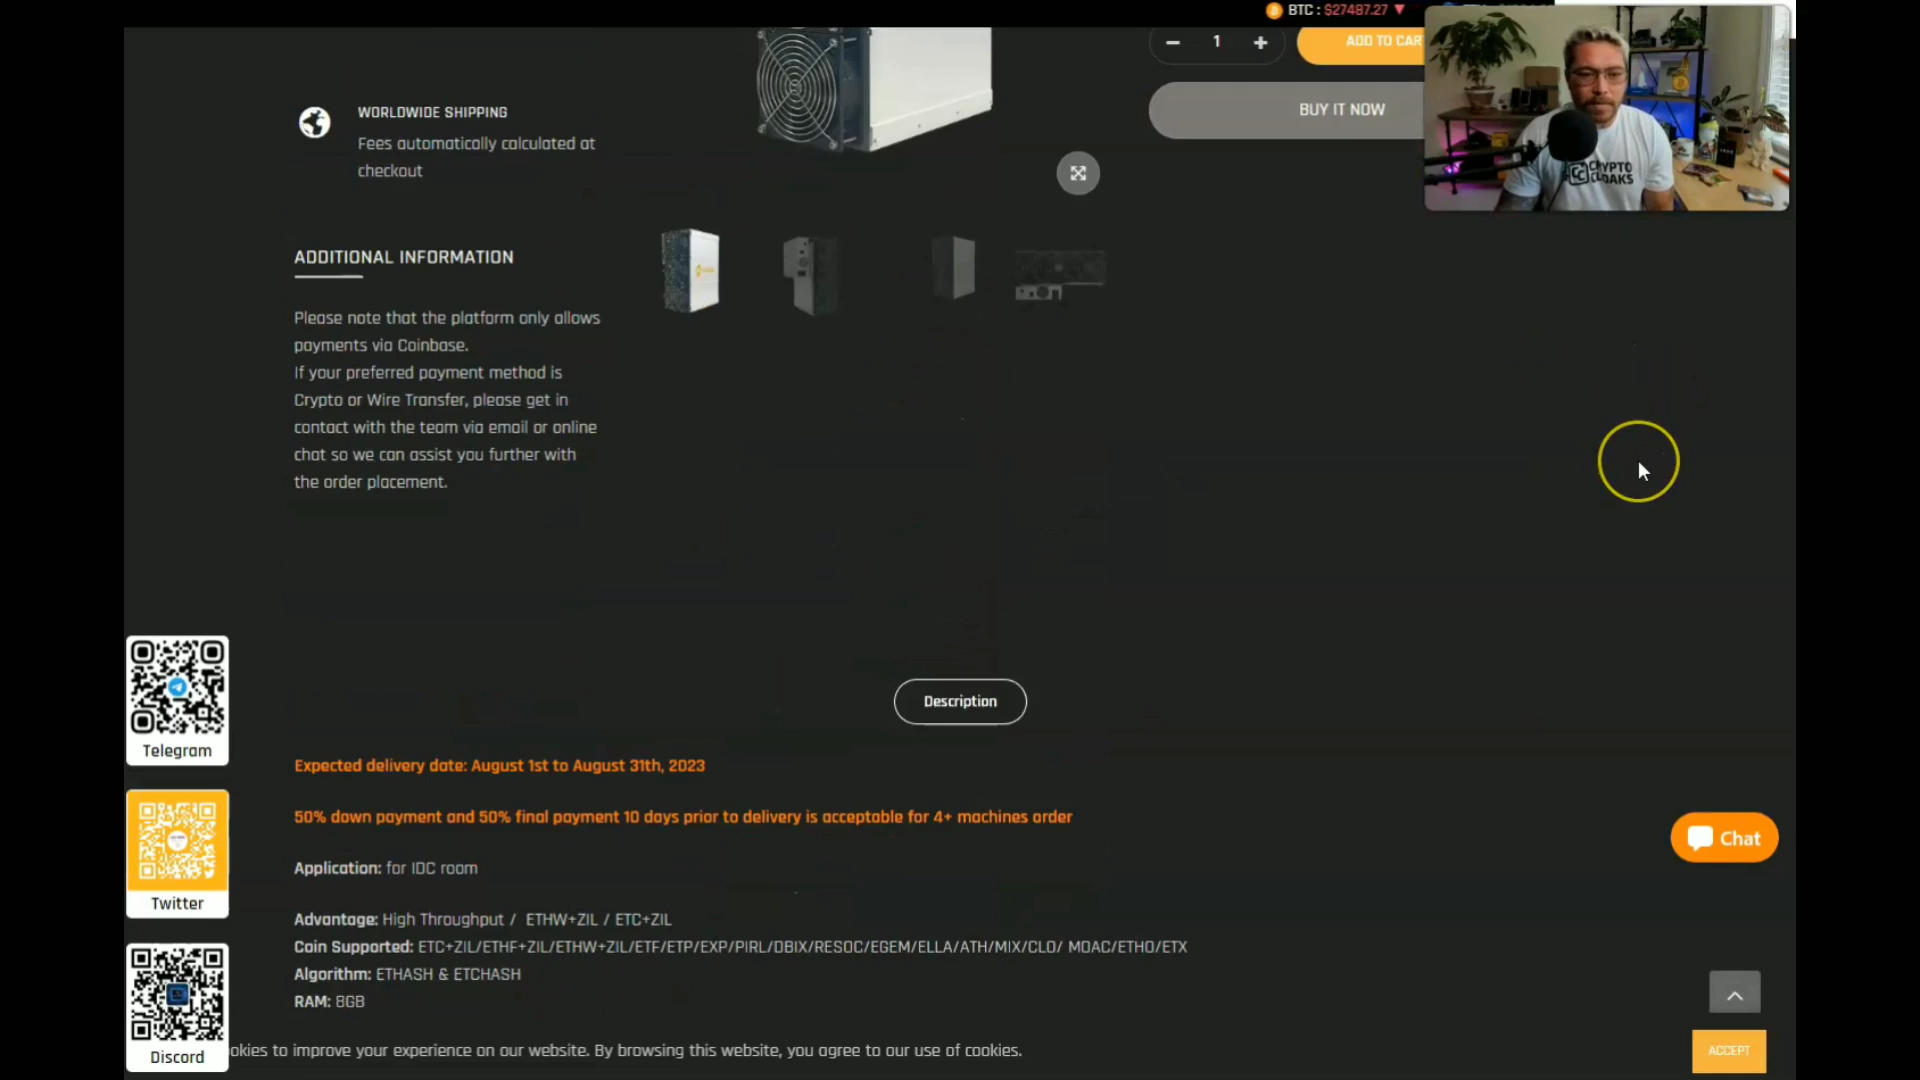 BTC : $27487.27
1
ADD TO CAR
BUY IT NOW
WORLDWIDE SHIPPING
Fees automatically calculated at
checkout
CRYPTO
CLOAKS
ADDITIONAL INFORMATION
Please note that the platform only allows
payments via Coinbase.
If your preferred payment method is
Crypto or Wire Transfer, please get in
contact with the team via email or online
chat so we can assist you further with
the order placement.
Description
Telegram
Expected delivery date: August 1st to August 31th, 2023
50% down payment and 50% final payment 10 days prior to delivery is acceptable for 4+ machines order
Chat
Application: for IDC room
Twitter
Advantage: High Throughput / ETHW+ZIL / ETC+ZIL
Coin Supported: ETC+ZIL/ETHF+ZIL/ETHW+ZIL/ETF/ETP/EXP/PIRL/DBIX/RESOC/EGEM/ELLA/ATH/MIX/CLO/ MOAC/ETHO/ETX
Algorithm: ETHASH & ETCHASH
RAM: 8GB
Discord
ookies to improve your experience on our website. By browsing this website, you agree to our use of cookies.
ACCEPT